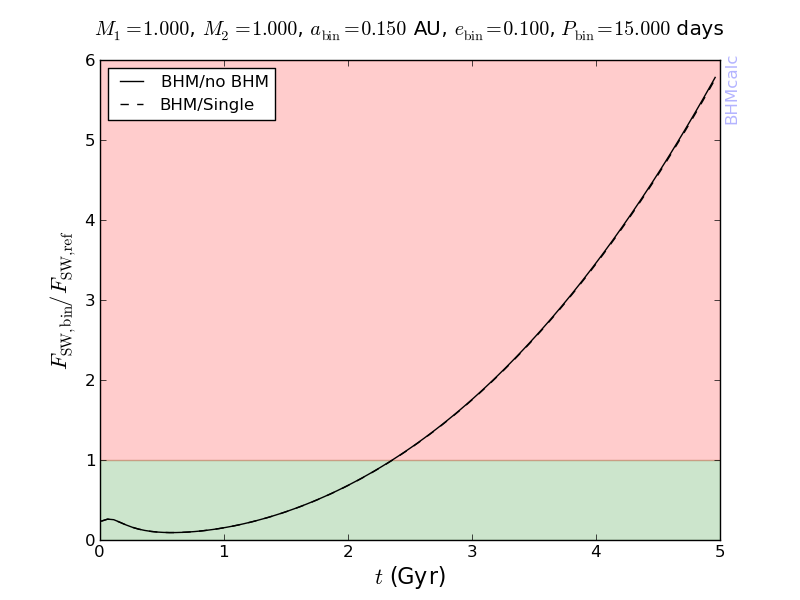 M₁ =1.000, M₂ =1.000, a_bin =0.150 AU, e_bin =0.100, P_bin =15.000 days
6
BHM/no BHM
BHM/Single
BHMcalc
5
4
3
2
1
0
F_SW,bin / F_SW,ref
0 1 2 3 4 5
t (Gyr)